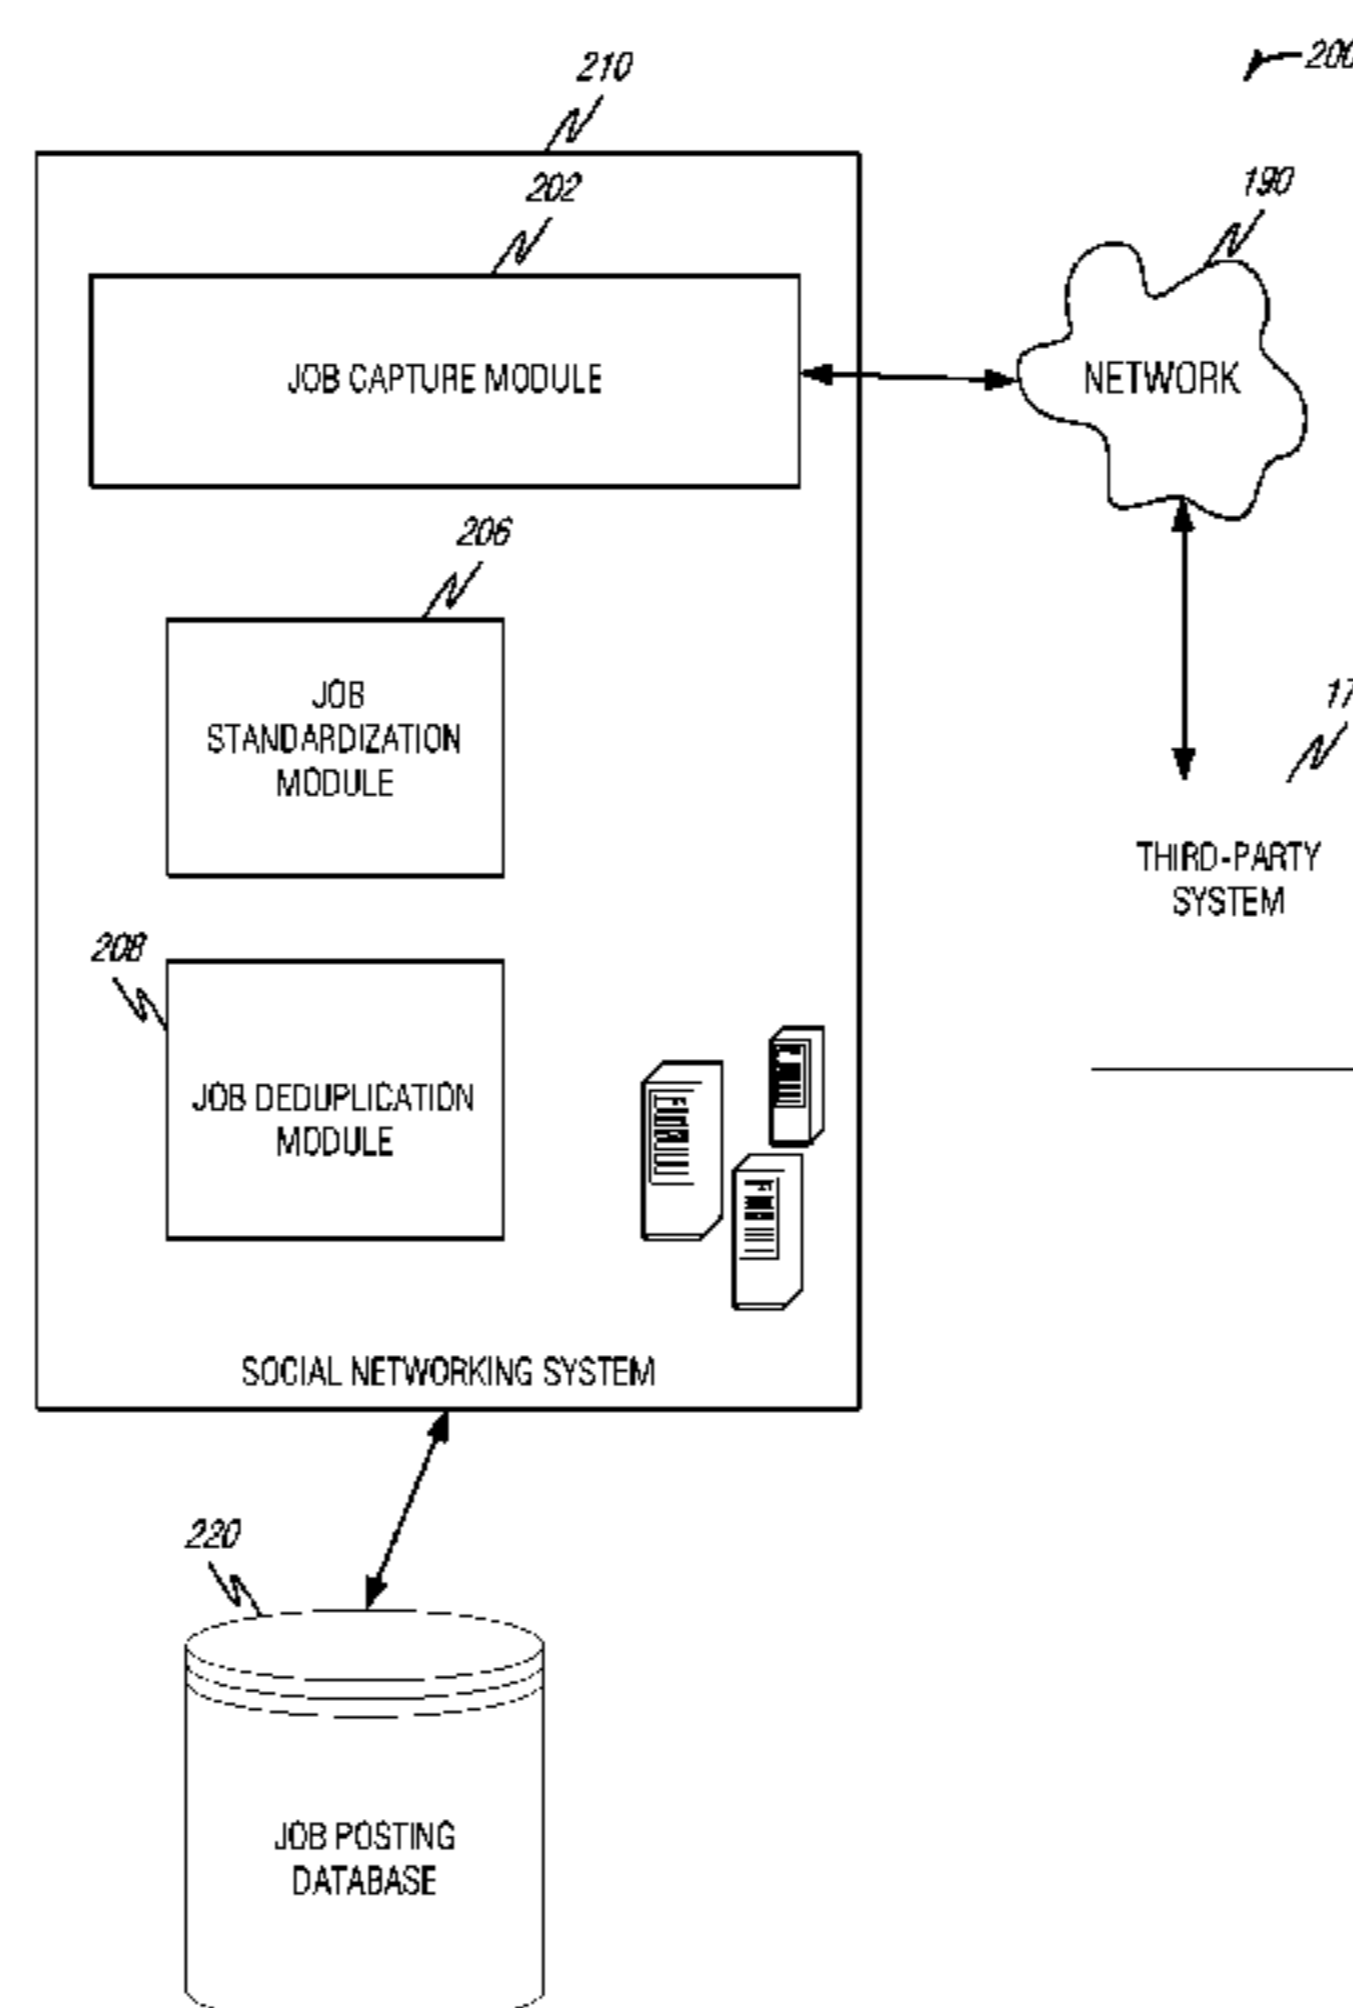 200
210
202
190
JOB CAPTURE MODULE
NETWORK
206
JOB
STANDARDIZATION
MODULE
17
THIRD-PARTY
SYSTEM
208
JOB DEDUPLICATION
MODULE
SOCIAL NETWORKING SYSTEM
220
JOB POSTING
DATABASE